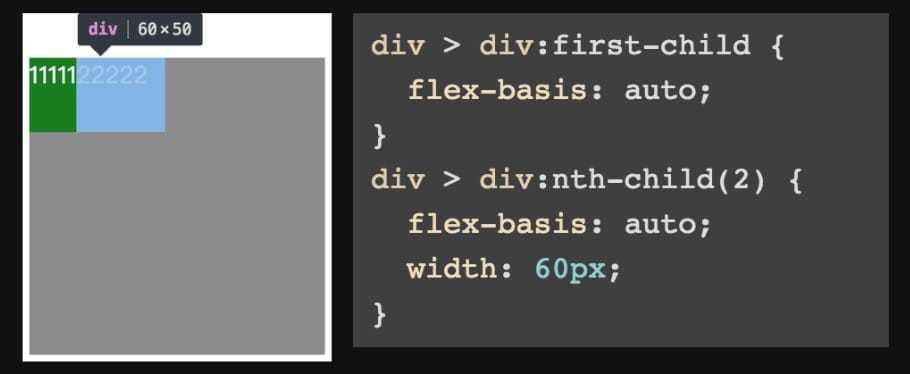 div | 60×50
1111122222
div > div:first-child {
flex-basis: auto;
}
div > div:nth-child(2) {
flex-basis: auto;
width: 60px;
}